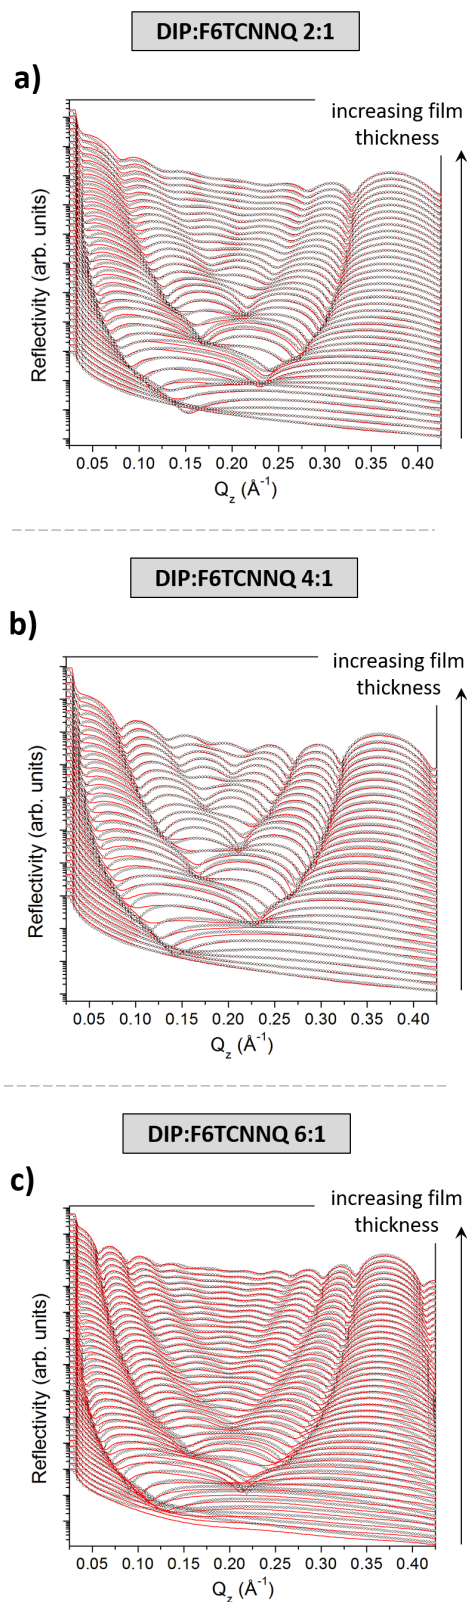 DIP:F6TCNNQ 2:1
a)
increasing film
thickness
Reflectivity (arb. units)
0.05 0.10 0.15 0.20 0.25 0.30 0.35 0.40
Q_z (Å⁻¹)
DIP:F6TCNNQ 4:1
b)
increasing film
thickness
Reflectivity (arb. units)
0.05 0.10 0.15 0.20 0.25 0.30 0.35 0.40
Q_z (Å⁻¹)
DIP:F6TCNNQ 6:1
c)
increasing film
thickness
Reflectivity (arb. units)
0.05 0.10 0.15 0.20 0.25 0.30 0.35 0.40
Q_z (Å⁻¹)